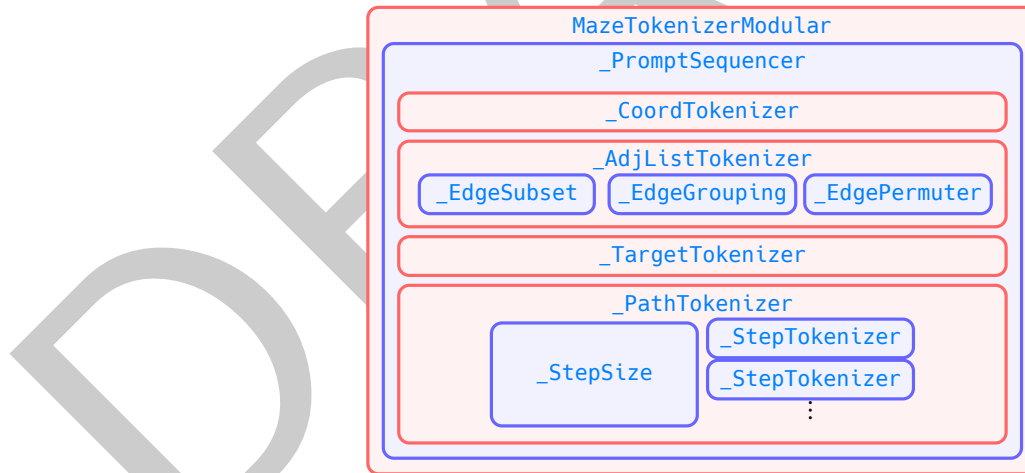 MazeTokenizerModular
_PromptSequencer
_CoordTokenizer
_AdjListTokenizer
_EdgeSubset _EdgeGrouping _EdgePermuter
_TargetTokenizer
_PathTokenizer
_StepSize
_StepTokenizer
_StepTokenizer
⋮